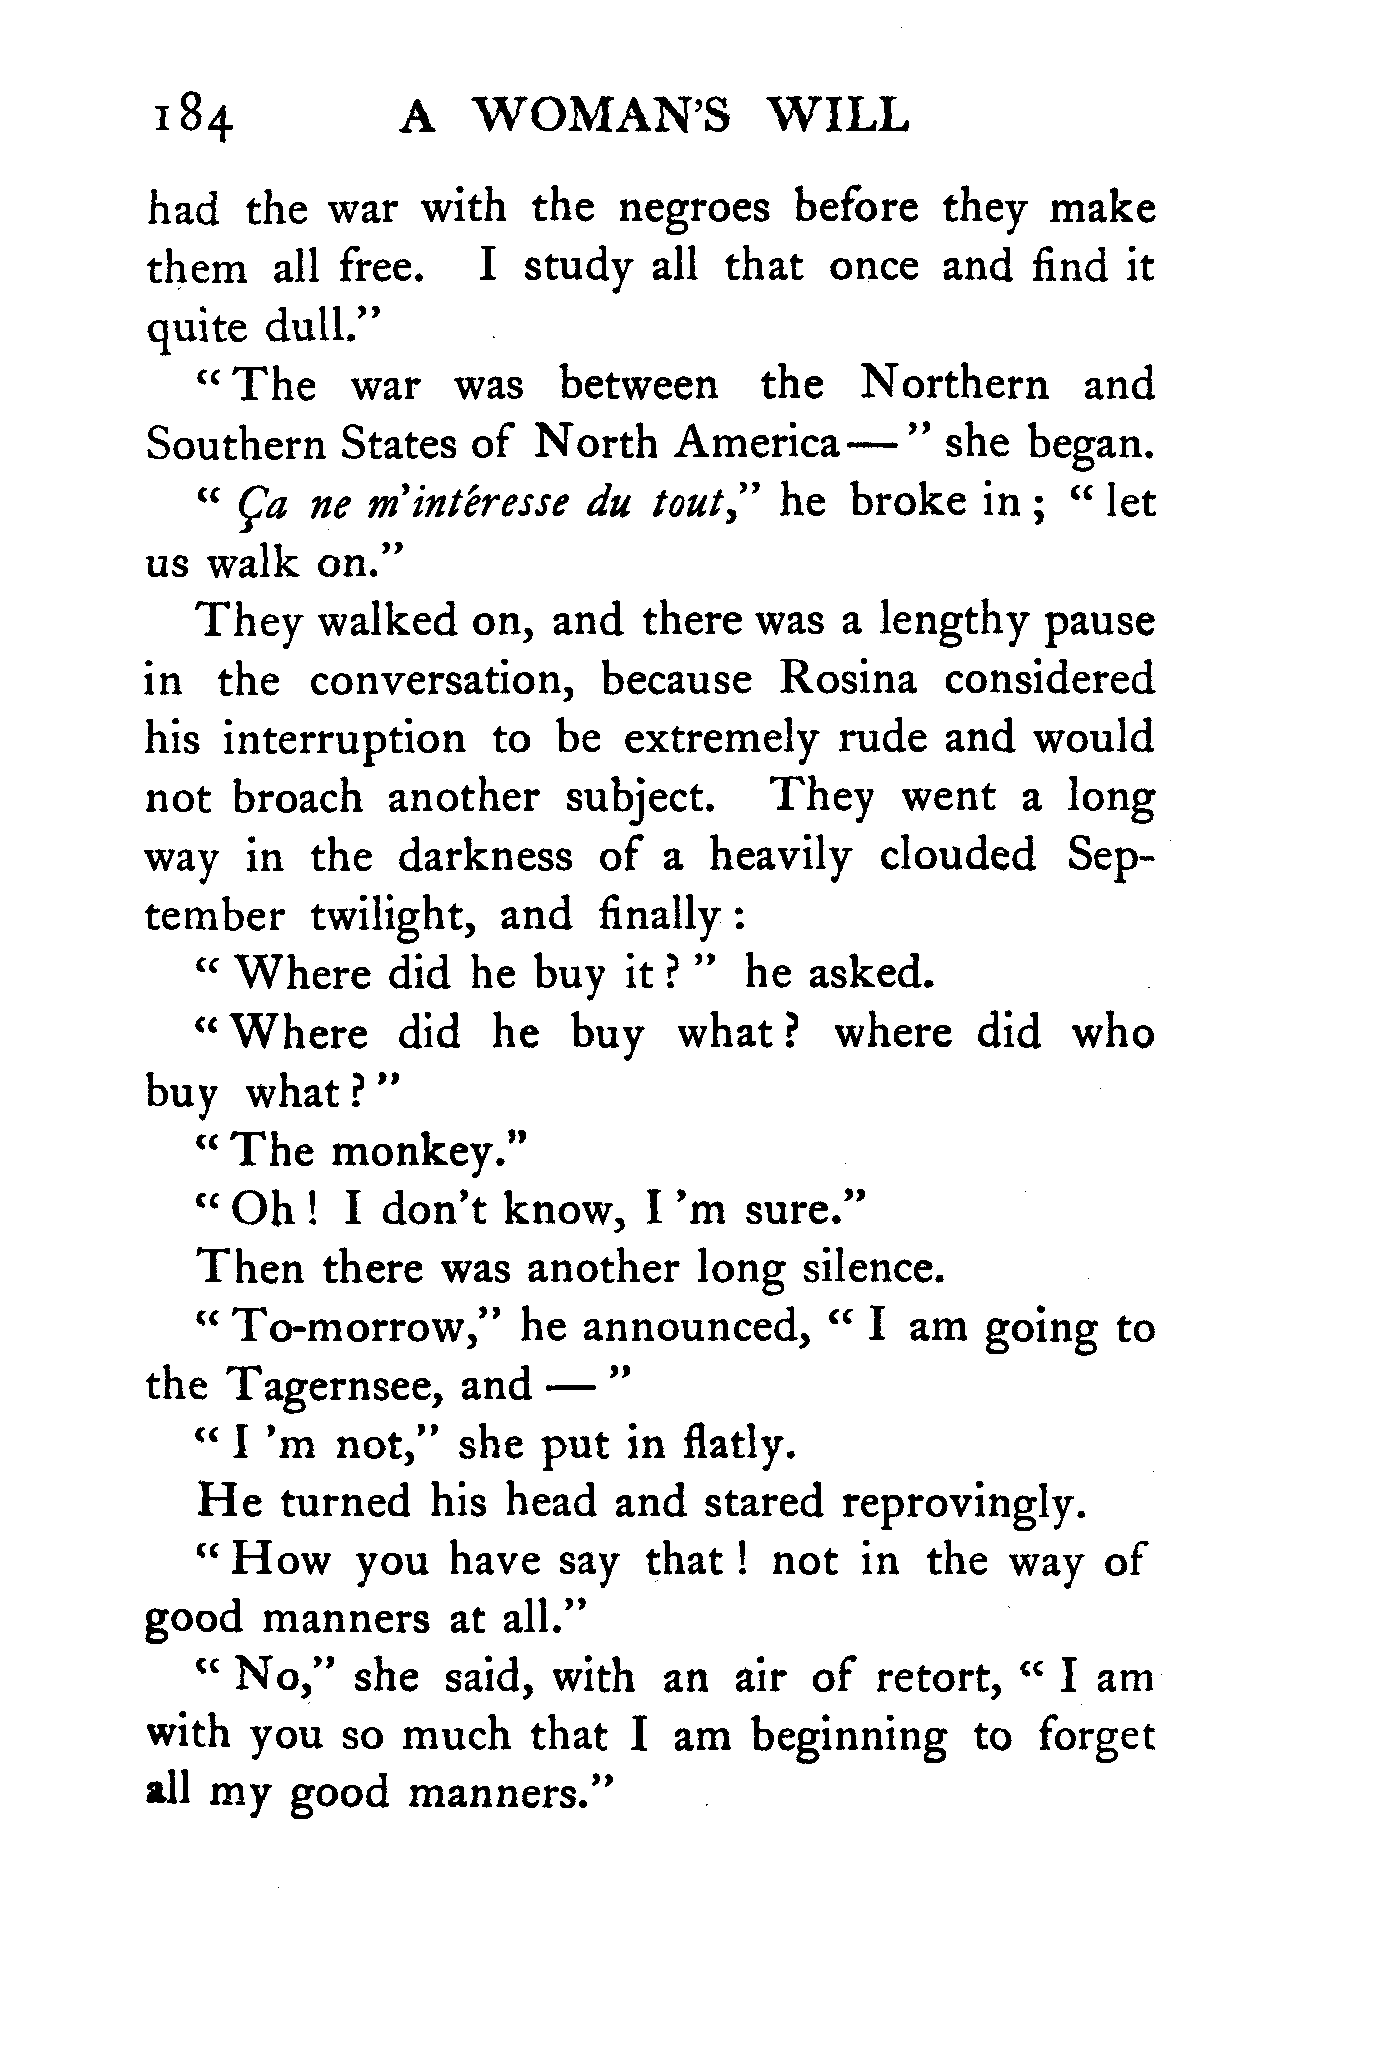 184 A WOMAN'S WILL
had the war with the negroes before they make
them all free. I study all that once and find it
quite dull."
"The war was between the Northern and
Southern States of North America—" she began.
"Ça ne m'intéresse du tout," he broke in; "let
us walk on."
They walked on, and there was a lengthy pause
in the conversation, because Rosina considered
his interruption to be extremely rude and would
not broach another subject. They went a long
way in the darkness of a heavily clouded Sep-
tember twilight, and finally:
"Where did he buy it?" he asked.
"Where did he buy what? where did who
buy what?"
"The monkey."
"Oh! I don't know, I 'm sure."
Then there was another long silence.
"To-morrow," he announced, "I am going to
the Tagernsee, and —"
"I 'm not," she put in flatly.
He turned his head and stared reprovingly.
"How you have say that! not in the way of
good manners at all."
"No," she said, with an air of retort, "I am
with you so much that I am beginning to forget
all my good manners."